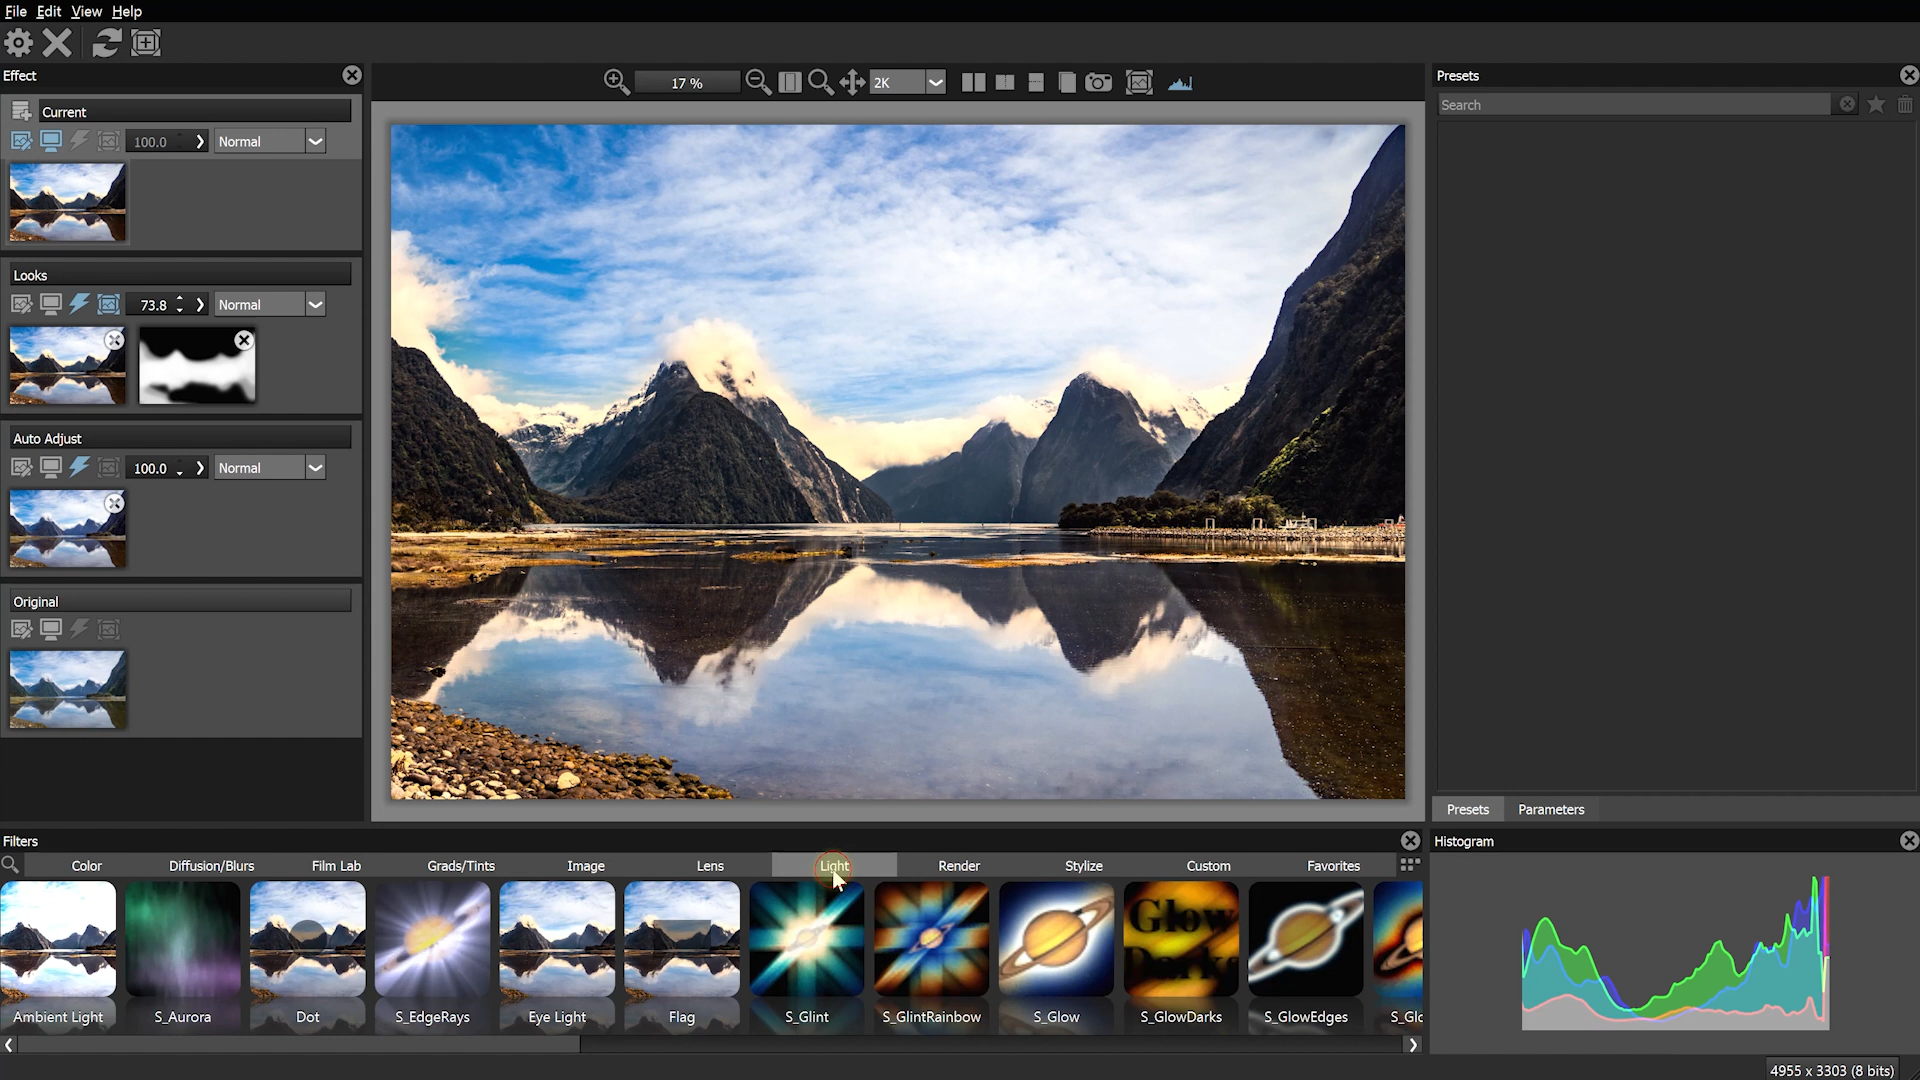 File Edit View Help
Effect
17 %
2K
Presets
Current
Search
100.0
Normal
Looks
73.8
Normal
Auto Adjust
100.0
Normal
Original
Presets Parameters
Filters
Histogram
Color Diffusion/Blurs Film Lab Grads/Tints Image Lens Light Render Stylize Custom Favorites
Glow
Darks
Ambient Light S_Aurora Dot S_EdgeRays Eye Light Flag S_Glint S_GlintRainbow S_Glow S_GlowDarks S_GlowEdges S_Glo
4955 x 3303 (8 bits)